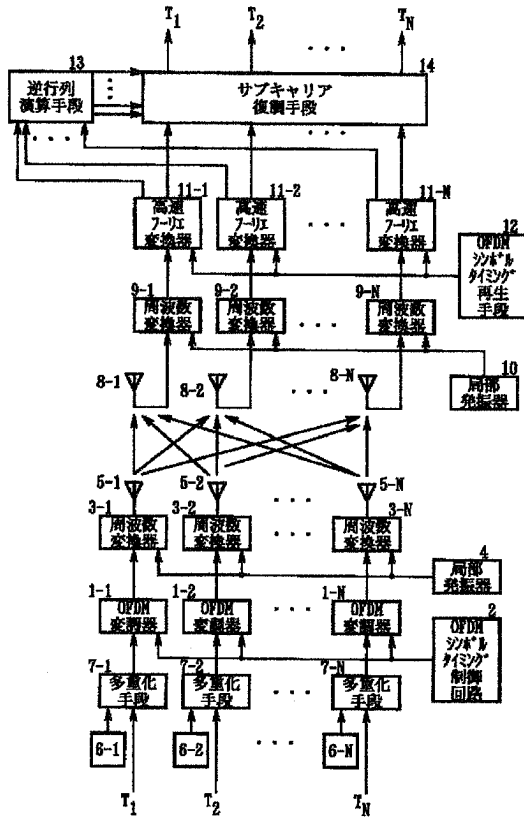 T1 T2 ・・・ TN
13 14
逆行列
演算手段
サブキャリア
復調手段
・・・
・・・
・・・
11-1 11-2 11-N
高速
フーリエ
変換器
高速
フーリエ
変換器
・・・
高速
フーリエ
変換器
12
OFDM
シンボル
タイミング
再生
手段
9-1 9-2 9-N
周波数
変換器
周波数
変換器
・・・
周波数
変換器
10
局部
発振器
8-1 8-2 ・・・ 8-N
5-1 5-2 ・・・ 5-N
3-1 3-2 3-N
周波数
変換器
周波数
変換器
・・・
周波数
変換器
4
局部
発振器
1-1 1-2 1-N
OFDM
変調器
OFDM
変調器
・・・
OFDM
変調器
2
OFDM
シンボル
タイミング
制御
回路
7-1 7-2 7-N
多重化
手段
多重化
手段
・・・
多重化
手段
6-1 6-2 ・・・ 6-N
T1 T2 TN